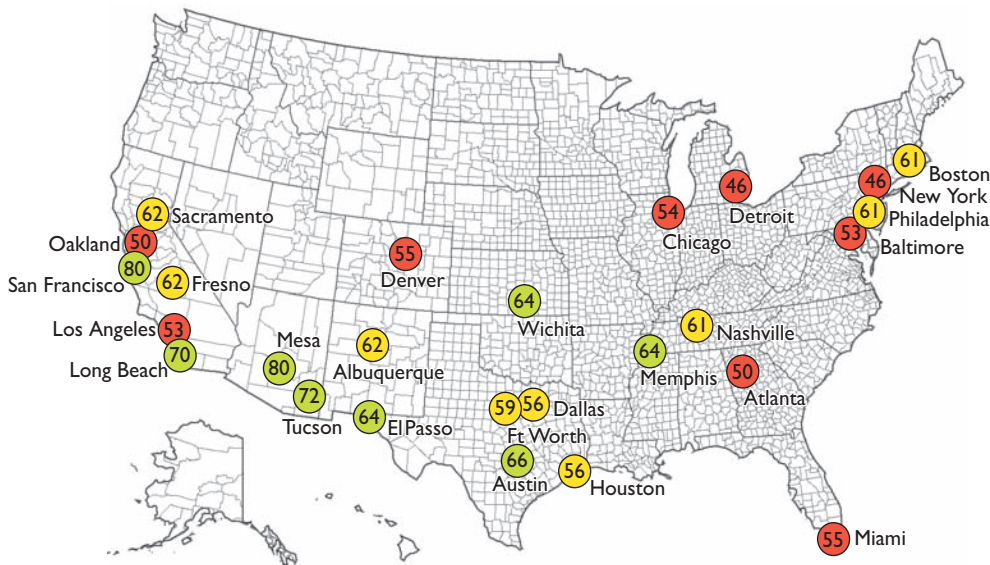 61
Boston
46
New York
46
Detroit
61
Philadelphia
54
Chicago
53
Baltimore
62
Sacramento
50
Oakland
80
San Francisco
62
Fresno
55
Denver
64
Wichita
53
Los Angeles
70
Long Beach
Mesa
80
62
Albuquerque
61
Nashville
64
Memphis
50
Atlanta
72
Tucson
64
El Passo
59
56
Dallas
Ft Worth
66
Austin
56
Houston
55
Miami